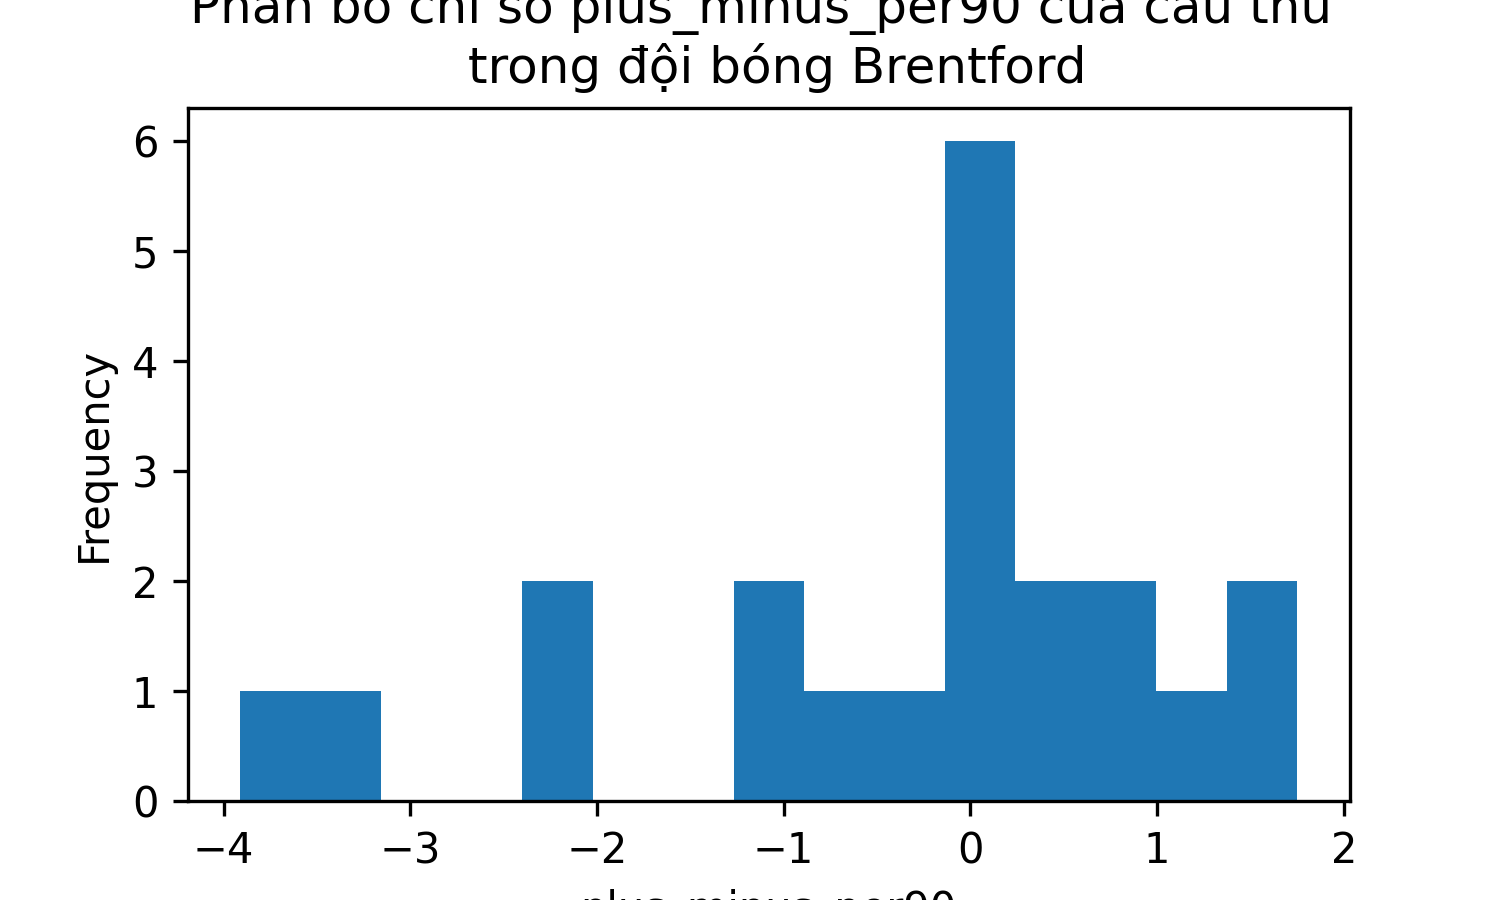 Phân bố chỉ số plus_minus_per90 của cầu thủ
trong đội bóng Brentford
6
5
4
3
2
1
0
Frequency
−4 −3 −2 −1 0 1 2
plus_minus_per90